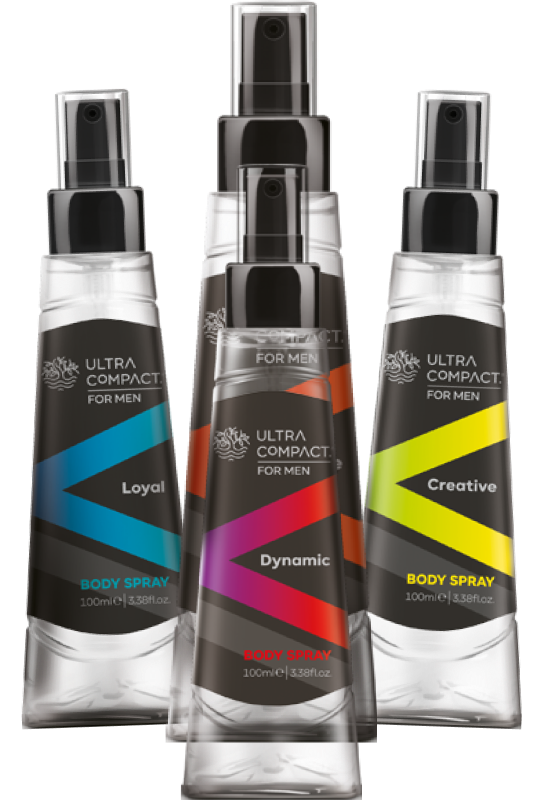 COMPACT.
FOR MEN
ULTRA
COMPACT.
FOR MEN
Loyal
BODY SPRAY
100ml℮|3.38fl.oz.
ULTRA
COMPACT.
FOR MEN
Dynamic
BODY SPRAY
100ml℮|3.38fl.oz.
ULTRA
COMPACT.
FOR MEN
Creative
BODY SPRAY
100ml℮|3.38fl.oz.